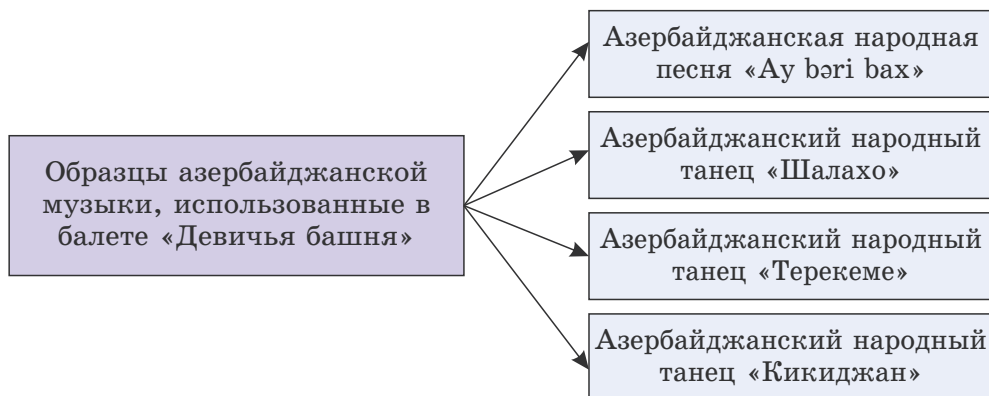 Образцы азербайджанской
музыки, использованные в
балете «Девичья башня»
Азербайджанская народная
песня «Ay bəri bax»
Азербайджанский народный
танец «Шалахо»
Азербайджанский народный
танец «Терекеме»
Азербайджанский народный
танец «Кикиджан»